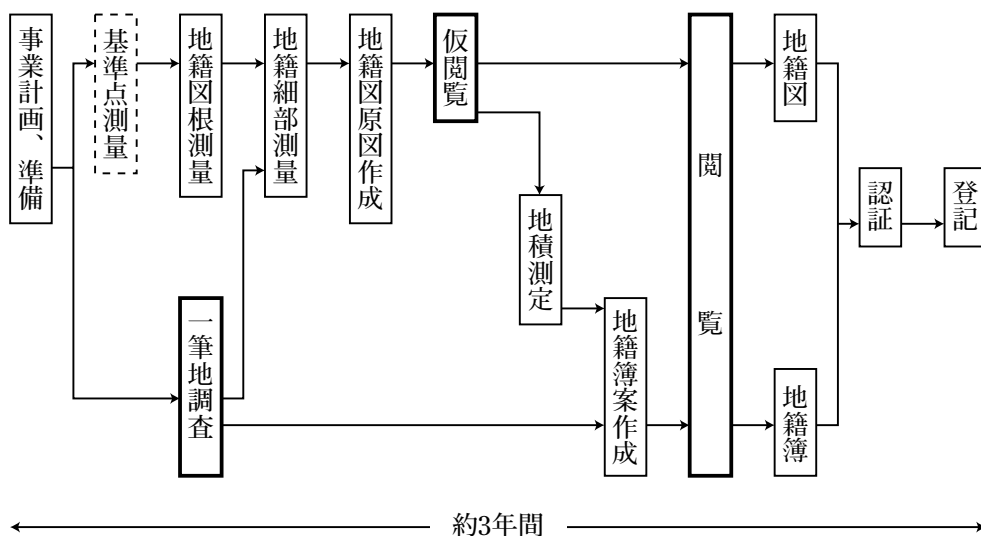 事業計画、準備
基準点測量
地籍図根測量
地籍細部測量
地籍図原図作成
仮閲覧
地積測定
一筆地調査
地籍簿案作成
閲覧
地籍図
地籍簿
認証
登記
約3年間